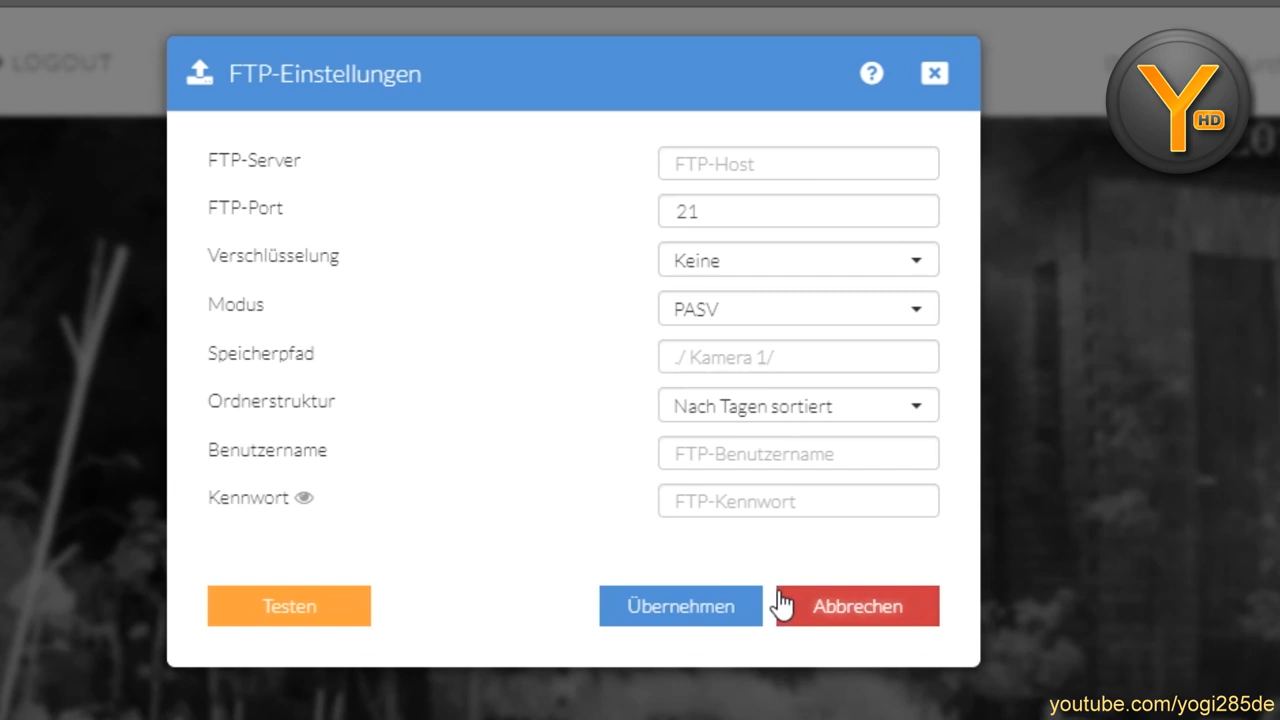 LOGOUT
FTP-Einstellungen
Y HD
FTP-Server FTP-Host
FTP-Port 21
Verschlüsselung Keine
Modus PASV
Speicherpfad ./ Kamera 1/
Ordnerstruktur Nach Tagen sortiert
Benutzername FTP-Benutzername
Kennwort FTP-Kennwort
Testen Übernehmen Abbrechen
youtube.com/yogi285de